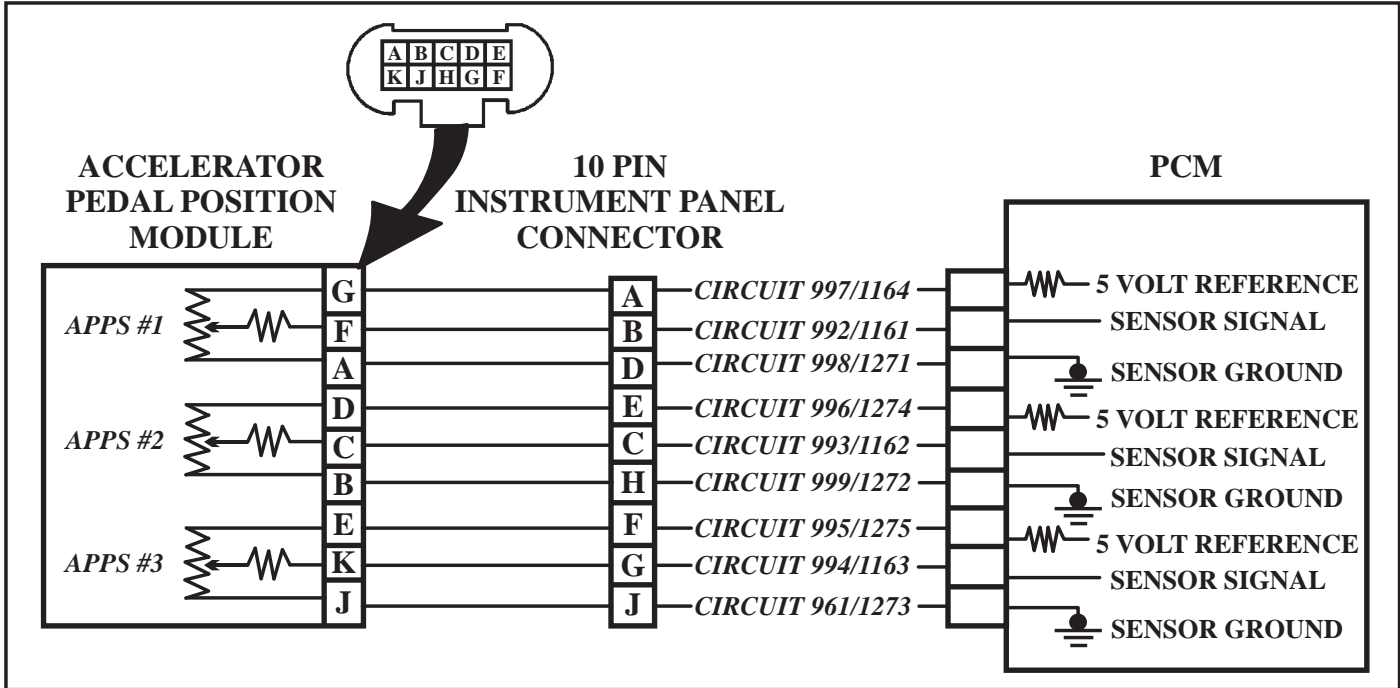 A B C D E
K J H G F
ACCELERATOR
PEDAL POSITION
MODULE
10 PIN
INSTRUMENT PANEL
CONNECTOR
PCM
G A CIRCUIT 997/1164 5 VOLT REFERENCE
APPS #1 F B CIRCUIT 992/1161 SENSOR SIGNAL
A D CIRCUIT 998/1271 SENSOR GROUND
D E CIRCUIT 996/1274 5 VOLT REFERENCE
APPS #2 C C CIRCUIT 993/1162 SENSOR SIGNAL
B H CIRCUIT 999/1272 SENSOR GROUND
E F CIRCUIT 995/1275 5 VOLT REFERENCE
APPS #3 K G CIRCUIT 994/1163 SENSOR SIGNAL
J J CIRCUIT 961/1273 SENSOR GROUND